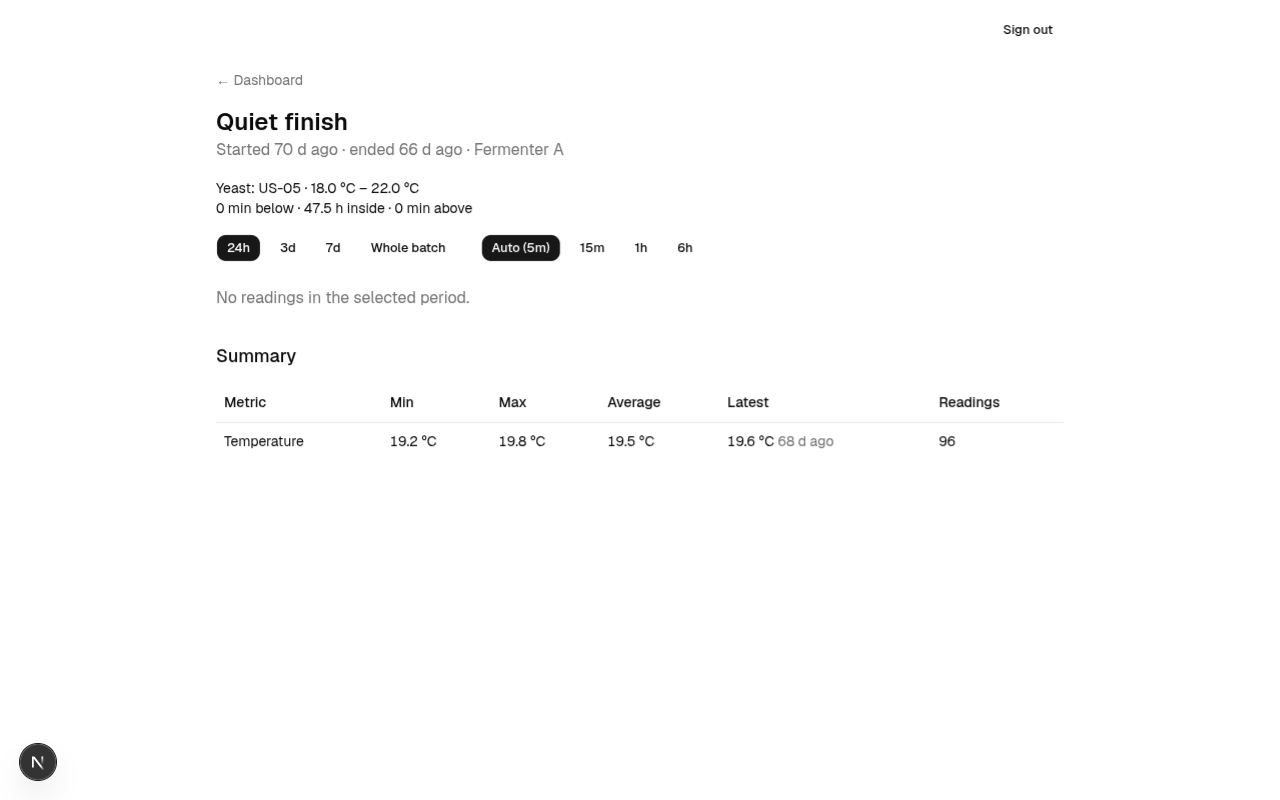 Sign out
← Dashboard
Quiet finish
Started 70 d ago · ended 66 d ago · Fermenter A
Yeast: US-05 · 18.0 °C – 22.0 °C
0 min below · 47.5 h inside · 0 min above
24h 3d 7d Whole batch Auto (5m) 15m 1h 6h
No readings in the selected period.
Summary
Metric Min Max Average Latest Readings
Temperature 19.2 °C 19.8 °C 19.5 °C 19.6 °C 68 d ago 96
N